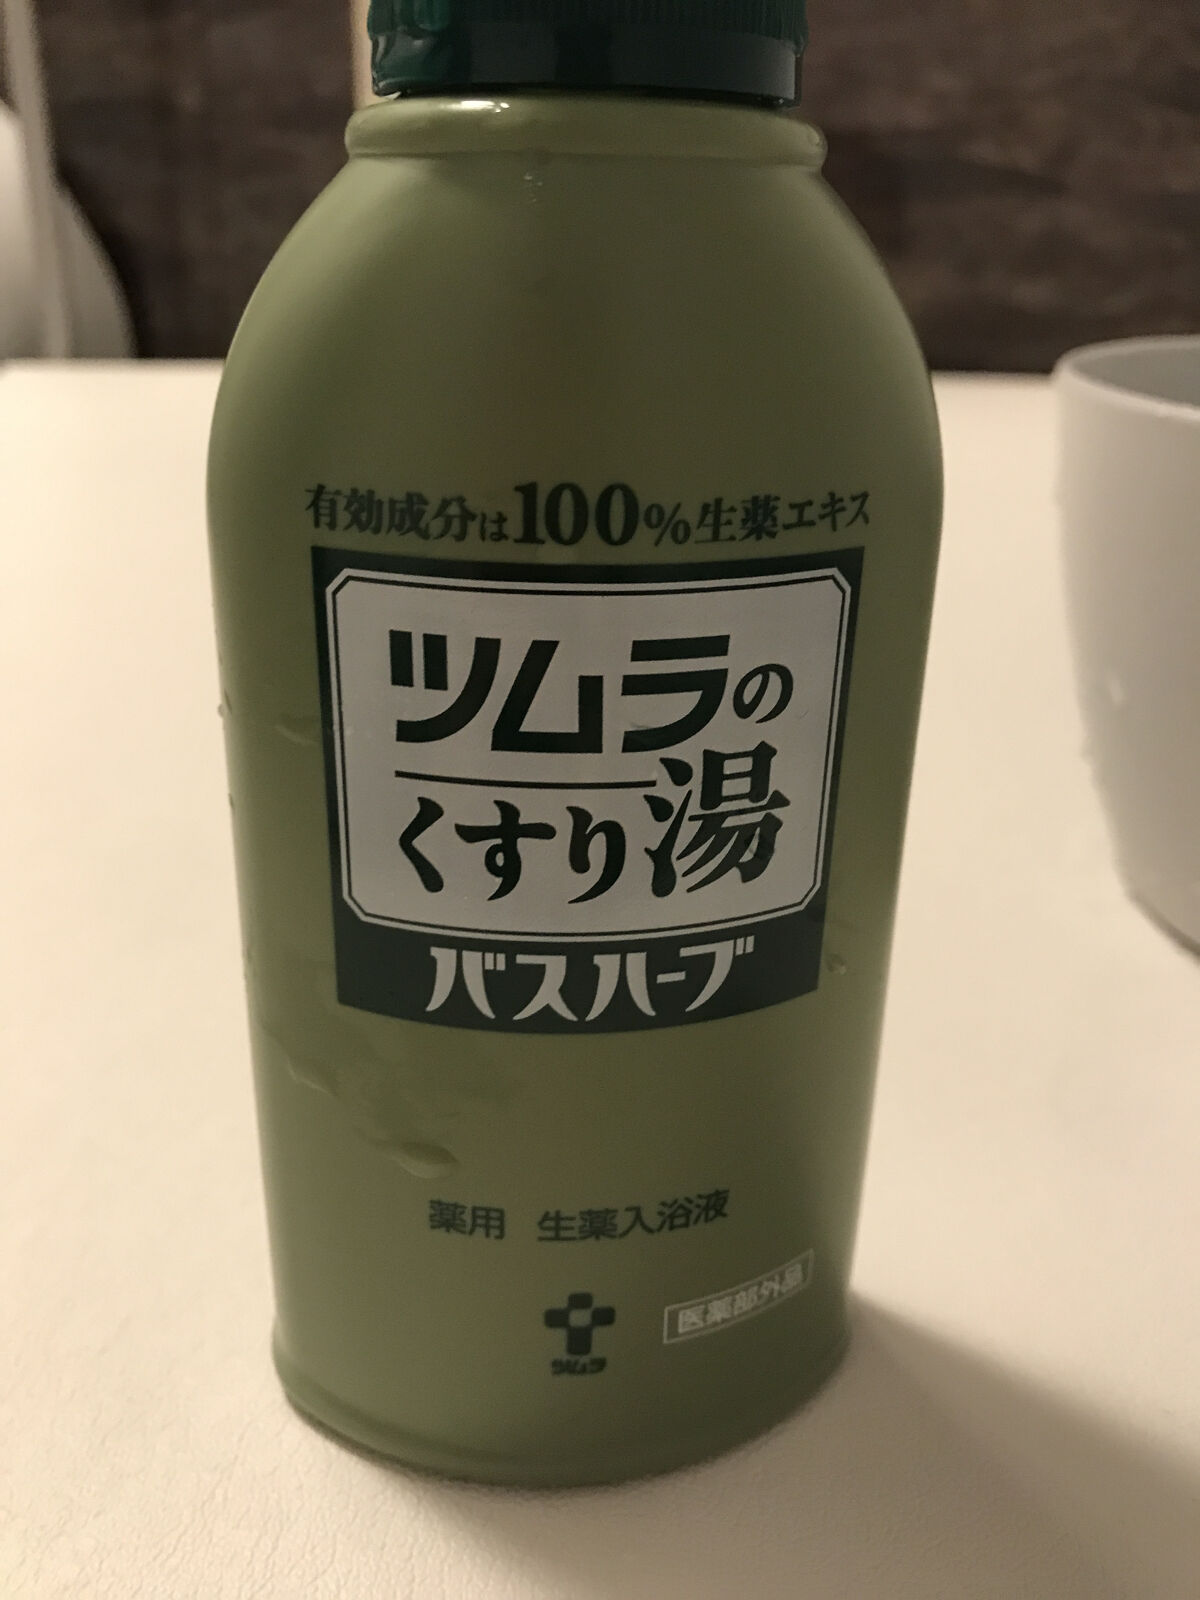 有効成分は100%生薬エキス
ツムラの
くすり湯
バスハーブ
薬用 生薬入浴液
医薬部外品
ツムラ